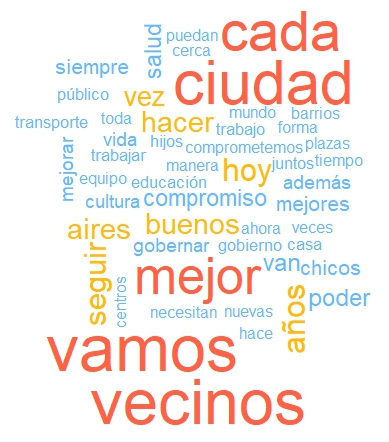 puedan
cada
salud
cerca
siempre
ciudad
público
vez
mundo
barrios
transporte
toda
hacer
trabajo
forma
vida
hijos
comprometemos
plazas
trabajar
mejorar
manera
hoy
juntos
tiempo
equipo
educación
además
cultura
compromiso
mejores
aires
buenos
ahora
veces
gobernar
gobierno
casa
seguir
mejor
van
chicos
centros
años
poder
necesitan
nuevas
hace
vamos
vecinos